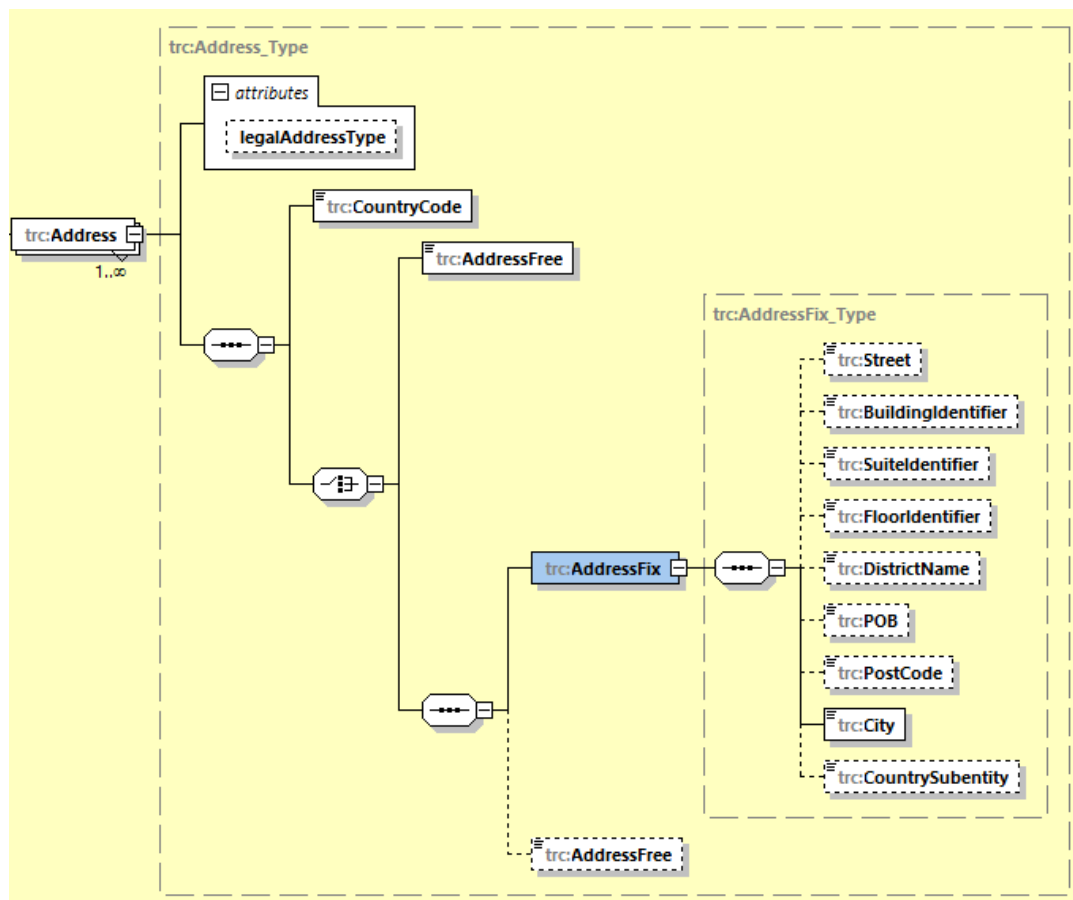 trc:Address_Type
attributes
legalAddressType
trc:CountryCode
trc:Address
1..∞
trc:AddressFree
trc:AddressFix_Type
trc:Street
trc:BuildingIdentifier
trc:SuiteIdentifier
trc:FloorIdentifier
trc:AddressFix
trc:DistrictName
trc:POB
trc:PostCode
trc:City
trc:CountrySubentity
trc:AddressFree